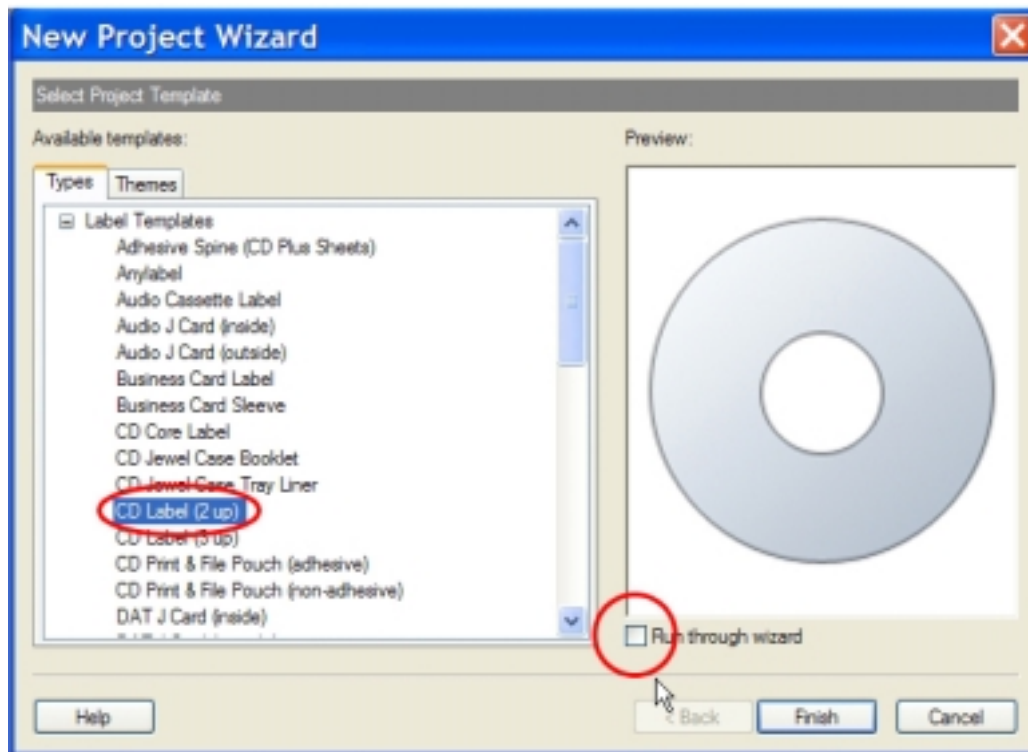 New Project Wizard
Select Project Template
Available templates:
Preview:
Types Themes
Label Templates
Adhesive Spine (CD Plus Sheets)
Anylabel
Audio Cassette Label
Audio J Card (inside)
Audio J Card (outside)
Business Card Label
Business Card Sleeve
CD Core Label
CD Jewel Case Booklet
CD Jewel Case Tray Liner
CD Label (2 up)
CD Label (3 up)
CD Print & File Pouch (adhesive)
CD Print & File Pouch (non-adhesive)
DAT J Card (inside)
Run through wizard
Help
< Back
Finish
Cancel